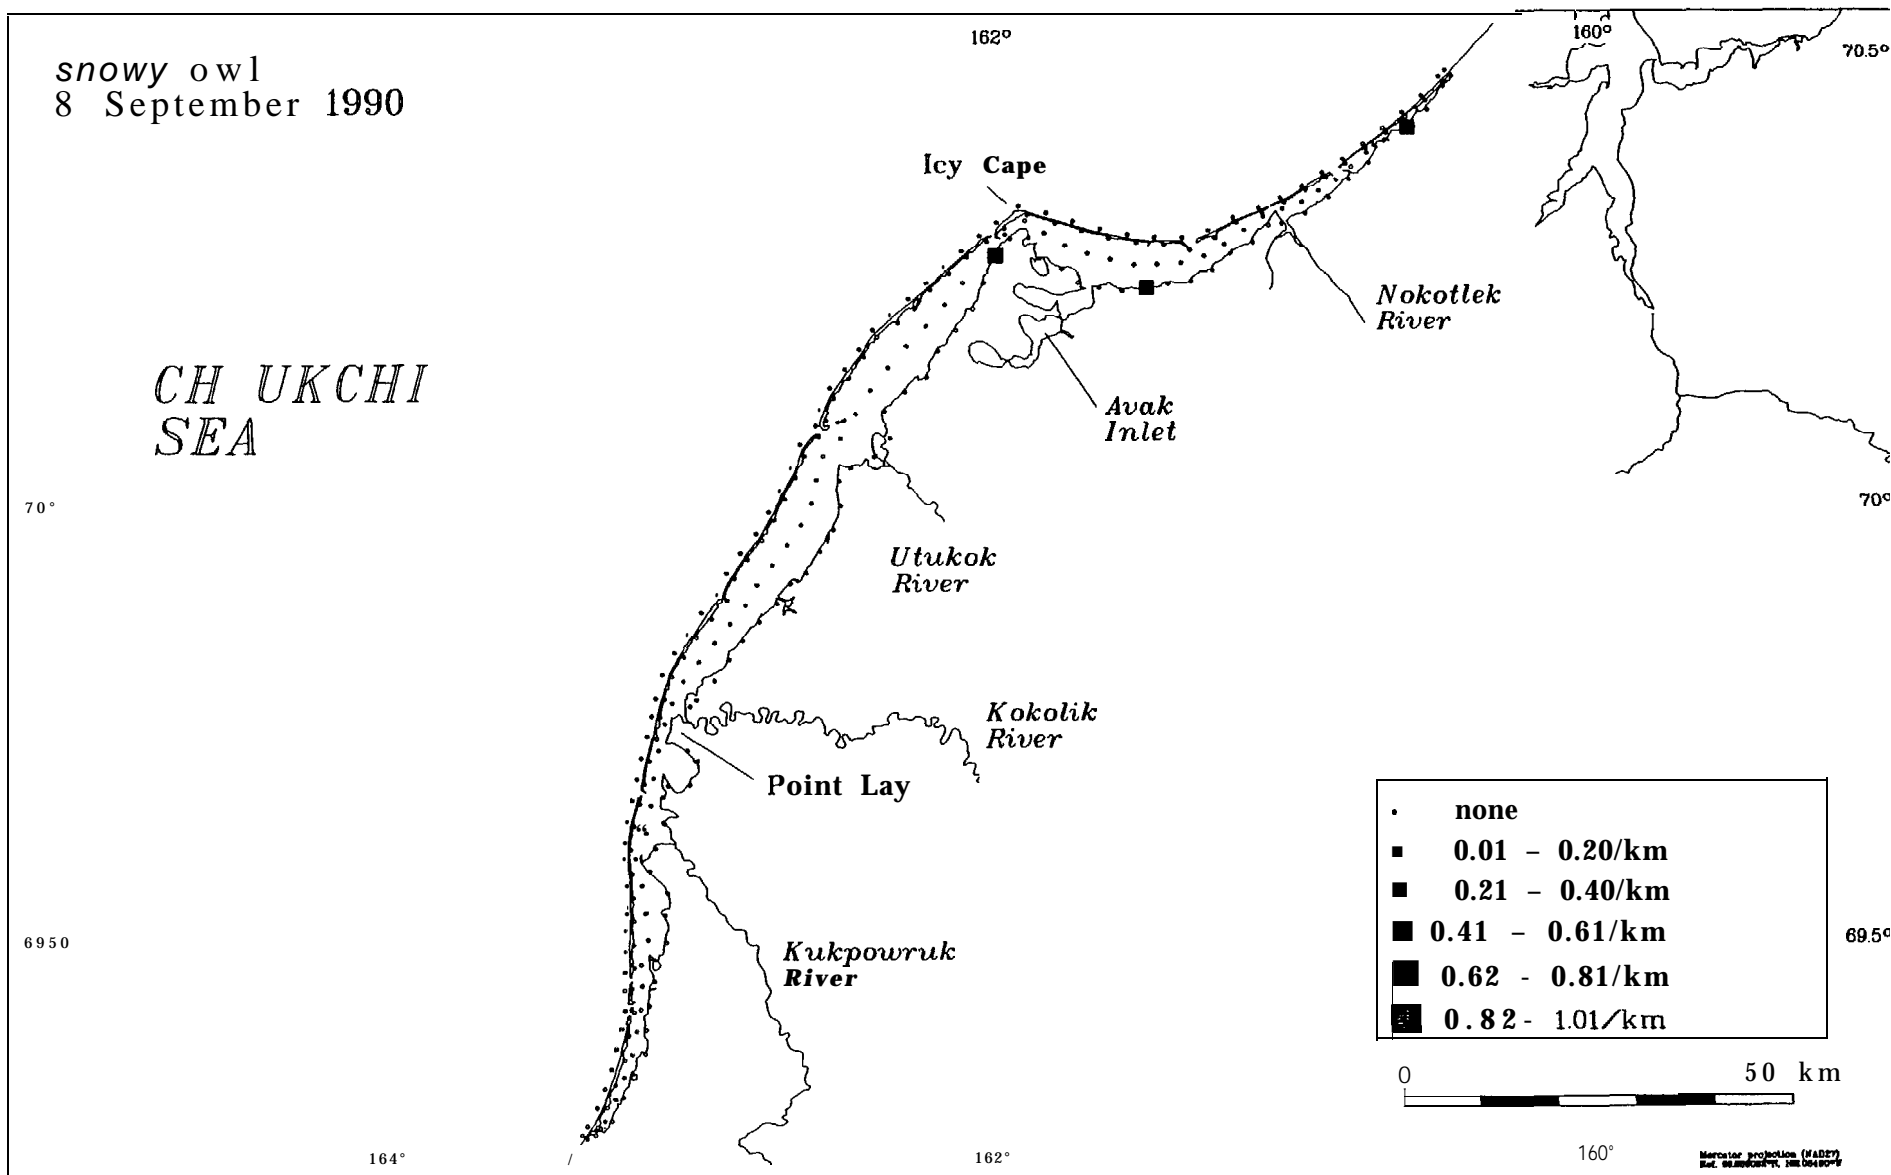 snowy owl
8 September 1990
162°
160°
70.5°
Icy Cape
Nokotlek
River
CH UKCHI
SEA
Avak
Inlet
70°
70°
Utukok
River
Kokolik
River
Point Lay
none
0.01 – 0.20/km
0.21 – 0.40/km
0.41 – 0.61/km
0.62 - 0.81/km
0.82 - 1.01/km
6950
69.5°
Kukpowruk
River
0 50 km
164° / 162° 160°
Mercator projection (NAD27)